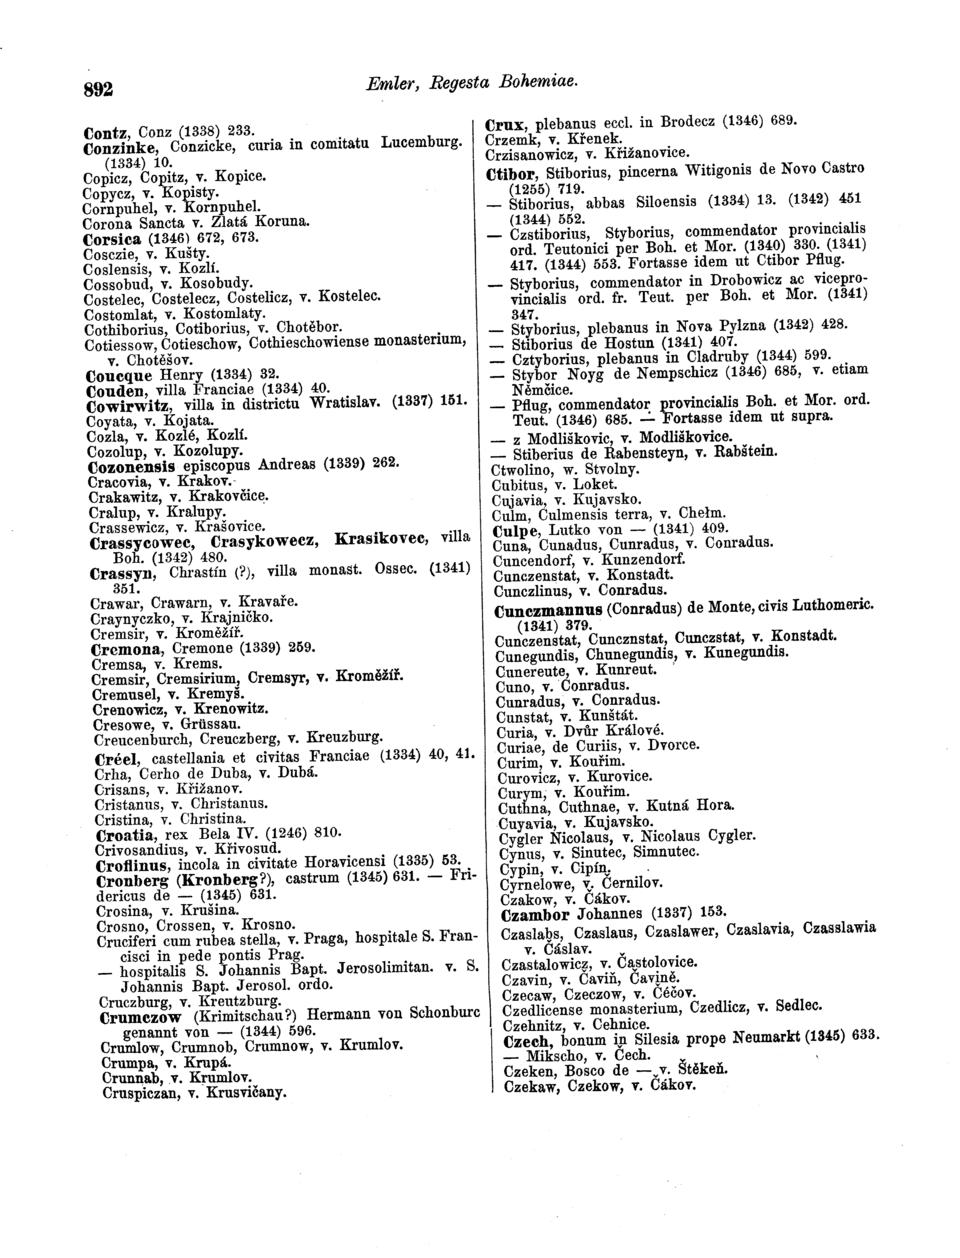 892
Emler, Regesta Bohemiae.
Contz, Conz (1338) 233.
Conzinke, Conzicke, curia in comitatu Lucemburg.
(1334) 10.
Copicz, Copitz, v. Kopice.
Copycz, v. Kopisty.
Cornpuhel, v. Kornpuhel.
Corona Sancta v. Zlatá Koruna.
Corsica (1346) 672, 673.
Cosczie, v. Kušty.
Coslensis, v. Kozlí.
Cossobud, v. Kosobudy.
Costelec, Costelecz, Costelicz, v. Kostelec.
Costomlat, v. Kostomlaty.
Cothiborius, Cotiborius, v. Chotěbor.
Cotiessow, Cotieschow, Cothieschowiense monasterium,
v. Chotěšov.
Coucque Henry (1334) 32.
Couden, villa Franciae (1334) 40.
Cowirwitz, villa in districtu Wratislav. (1337) 151.
Coyata, v. Kojata.
Cozla, v. Kozlé, Kozlí.
Cozolup, v. Kozolupy.
Cozonensis episcopus Andreas (1339) 262.
Cracovia, v. Krakov.
Crakawitz, v. Krakovčice.
Cralup, v. Kralupy.
Crassewicz, v. Krašovice.
Crassycowec, Crasykowecz, Krasikovec, villa
Boh. (1342) 480.
Crassyn, Chrastín (?), villa monast. Ossec. (1341)
351.
Crawar, Crawarn, v. Kravaře.
Craynyczko, v. Krajničko.
Cremsir, v. Kroměžíř.
Cremona, Cremone (1339) 259.
Cremsa, v. Krems.
Cremsir, Cremsirium, Cremsyr, v. Kroměžíř.
Cremusel, v. Kremyš.
Crenowicz, v. Krenowitz.
Cresowe, v. Grüssau.
Creucenburch, Creuczberg, v. Kreuzburg.
Créel, castellania et civitas Franciae (1334) 40, 41.
Crha, Cerho de Duba, v. Dubá.
Crisans, v. Křižanov.
Cristanus, v. Christanus.
Cristina, v. Christina.
Croatia, rex Bela IV. (1246) 810.
Crivosandius, v. Křivosud.
Croflinus, incola in civitate Horavicensi (1335) 53.
Cronberg (Kronberg?), castrum (1345) 631. — Fri-
dericus de — (1345) 631.
Crosina, v. Krušina.
Crosno, Crossen, v. Krosno.
Cruciferi cum rubea stella, v. Praga, hospitale S. Fran-
cisci in pede pontis Prag.
— hospitalis S. Johannis Bapt. Jerosolimitan. v. S.
Johannis Bapt. Jerosol. ordo.
Cruczburg, v. Kreutzburg.
Crumczow (Krimitschau?) Hermann von Schonburc
genannt von — (1344) 596.
Crumlow, Crumnob, Crumnow, v. Krumlov.
Crumpa, v. Krupá.
Crunnab, v. Krumlov.
Cruspiczan, v. Krusvičany.
Crux, plebanus eccl. in Brodecz (1346) 689.
Crzemk, v. Křenek.
Crzisanowicz, v. Křižanovice.
Ctibor, Stiborius, pincerna Witigonis de Novo Castro
(1255) 719.
— Stiborius, abbas Siloensis (1334) 13. (1342) 451
(1344) 552.
— Czstiborius, Styborius, commendator provincialis
ord. Teutonici per Boh. et Mor. (1340) 330. (1341)
417. (1344) 553. Fortasse idem ut Ctibor Pflug.
— Styborius, commendator in Drobowicz ac vicepro-
vincialis ord. fr. Teut. per Boh. et Mor. (1341)
347.
— Styborius, plebanus in Nova Pylzna (1342) 428.
— Stiborius de Hostun (1341) 407.
— Cztyborius, plebanus in Cladruby (1344) 599.
— Stybor Noyg de Nempschicz (1346) 685, v. etiam
Němčice.
— Pflug, commendator provincialis Boh. et Mor. ord.
Teut. (1346) 685. — Fortasse idem ut supra.
— z Modliškovic, v. Modliškovice.
— Stiberius de Rabensteyn, v. Rabštein.
Ctwolino, w. Stvolny.
Cubitus, v. Loket.
Cujavia, v. Kujavsko.
Culm, Culmensis terra, v. Chełm.
Culpe, Lutko von — (1341) 409.
Cuna, Cunadus, Cunradus, v. Conradus.
Cuncendorf, v. Kunzendorf.
Cunczenstat, v. Konstadt.
Cunczlinus, v. Conradus.
Cunczmannus (Conradus) de Monte, civis Luthomeric.
(1341) 379.
Cunczenstat, Cuncznstat, Cunczstat, v. Konstadt.
Cunegundis, Chunegundis, v. Kunegundis.
Cunereute, v. Kunreut.
Cuno, v. Conradus.
Cunradus, v. Conradus.
Cunstat, v. Kunštát.
Curia, v. Dvůr Králové.
Curiae, de Curiis, v. Dvorce.
Curim, v. Kouřim.
Curovicz, v. Kurovice.
Curym, v. Kouřim.
Cuthna, Cuthnae, v. Kutná Hora.
Cuyavia, v. Kujavsko.
Cygler Nicolaus, v. Nicolaus Cygler.
Cynus, v. Sinutec, Simnutec.
Cypin, v. Cipín.
Cyrnelowe, v. Černilov.
Czakow, v. Čákov.
Czambor Johannes (1337) 153.
Czaslabs, Czaslaus, Czaslawer, Czaslavia, Czasslawia
v. Čáslav.
Czastalowicz, v. Častolovice.
Czavin, v. Čaviň, Čavině.
Czecaw, Czeczow, v. Čéčov.
Czedlicense monasterium, Czedlicz, v. Sedlec.
Czehnitz, v. Cehnice.
Czech, bonum in Silesia prope Neumarkt (1345) 633.
— Mikscho, v. Čech.
Czeken, Bosco de — v. Štěkeň.
Czekaw, Czekow, v. Čákov.